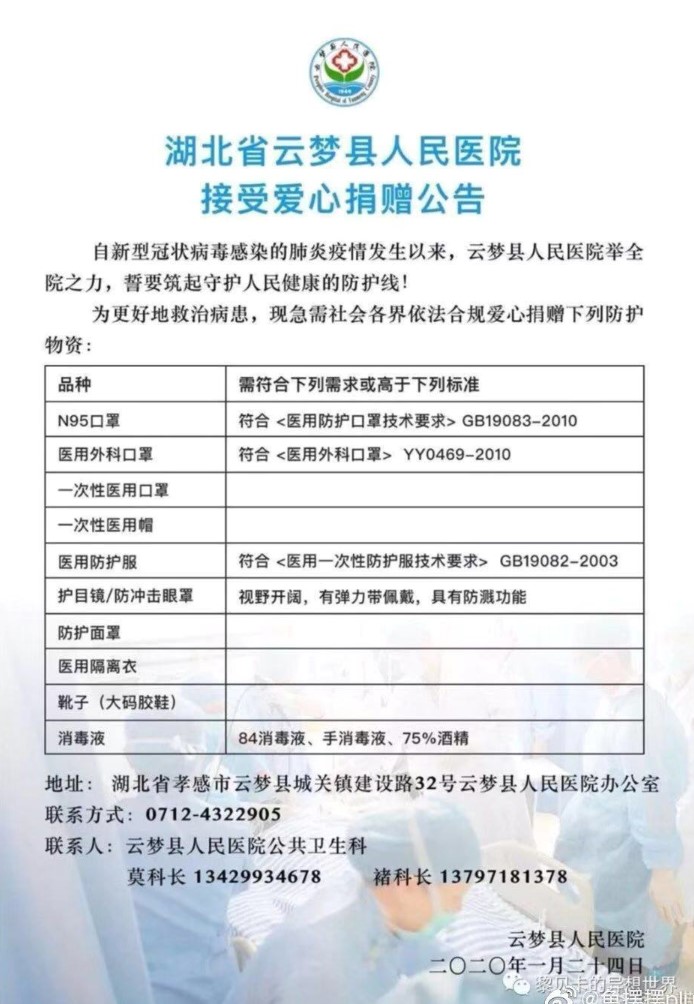 云梦县人民医院
People's Hospital of Yunmeng County
湖北省云梦县人民医院
接受爱心捐赠公告
自新型冠状病毒感染的肺炎疫情发生以来，云梦县人民医院举全
院之力，誓要筑起守护人民健康的防护线！
为更好地救治病患，现急需社会各界依法合规爱心捐赠下列防护
物资：
品种 需符合下列需求或高于下列标准
N95口罩 符合 <医用防护口罩技术要求> GB19083-2010
医用外科口罩 符合 <医用外科口罩> YY0469-2010
一次性医用口罩
一次性医用帽
医用防护服 符合 <医用一次性防护服技术要求> GB19082-2003
护目镜/防冲击眼罩 视野开阔，有弹力带佩戴，具有防溅功能
防护面罩
医用隔离衣
靴子（大码胶鞋）
消毒液 84消毒液、手消毒液、75%酒精
地址： 湖北省孝感市云梦县城关镇建设路32号云梦县人民医院办公室
联系方式：0712-4322905
联系人：云梦县人民医院公共卫生科
莫科长 13429934678 褚科长 13797181378
云梦县人民医院
二〇二〇年一月二十四日
黎贝卡的异想世界